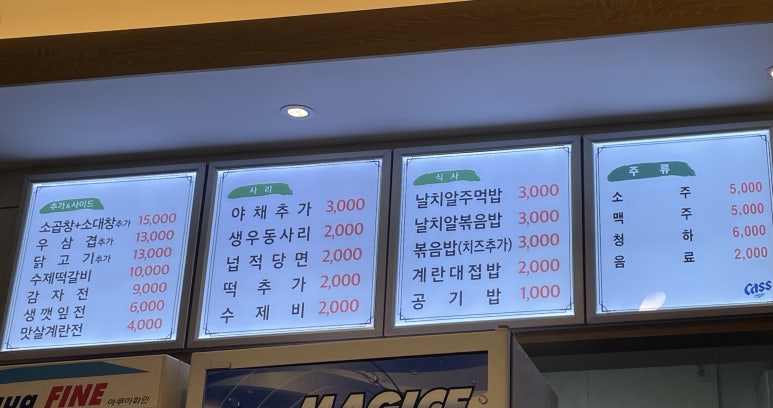 추가&사이드
소곱창+소대창추가 15,000
우삼겹추가 13,000
닭고기추가 13,000
수제떡갈비 10,000
감자전 9,000
생깻잎전 6,000
맛살계란전 4,000
사리
야채추가 3,000
생우동사리 2,000
넙적당면 2,000
떡추가 2,000
수제비 2,000
식사
날치알주먹밥 3,000
날치알볶음밥 3,000
볶음밥(치즈추가) 3,000
계란대접밥 2,000
공기밥 1,000
주류
소주 5,000
맥주 5,000
청하 6,000
음료 2,000
Cass
FINE 아쿠아파인
MAGICE